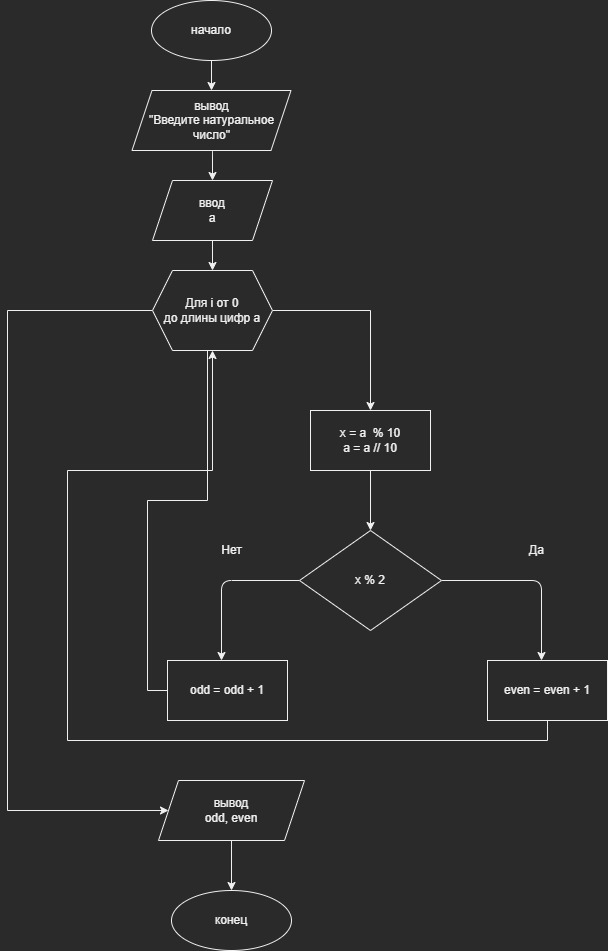 начало
вывод
"Введите натуральное
число"
ввод
a
Для i от 0
до длины цифр a
x = a % 10
a = a // 10
Нет
Да
x % 2
odd = odd + 1
even = even + 1
вывод
odd, even
конец